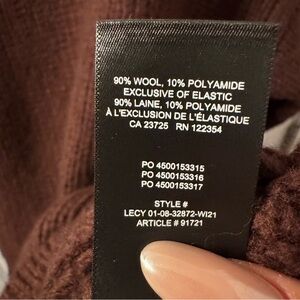 90% WOOL, 10% POLYAMIDE
EXCLUSIVE OF ELASTIC
90% LAINE, 10% POLYAMIDE
À L'EXCLUSION DE L'ÉLASTIQUE
CA 23725 RN 122354
PO 4500153315
PO 4500153316
PO 4500153317
STYLE #
LECY 01-08-32872-WI21
ARTICLE # 91721